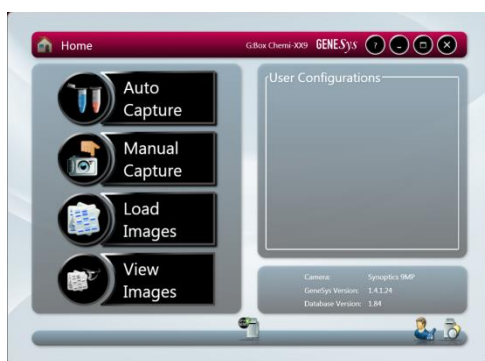 Home
G:Box Chemi-XX9 GENESys ?
User Configurations
Auto
Capture
Manual
Capture
Load
Images
View
Images
Camera: Synoptics 9MP
GeneSys Version: 1.4.1.24
Database Version: 1.84